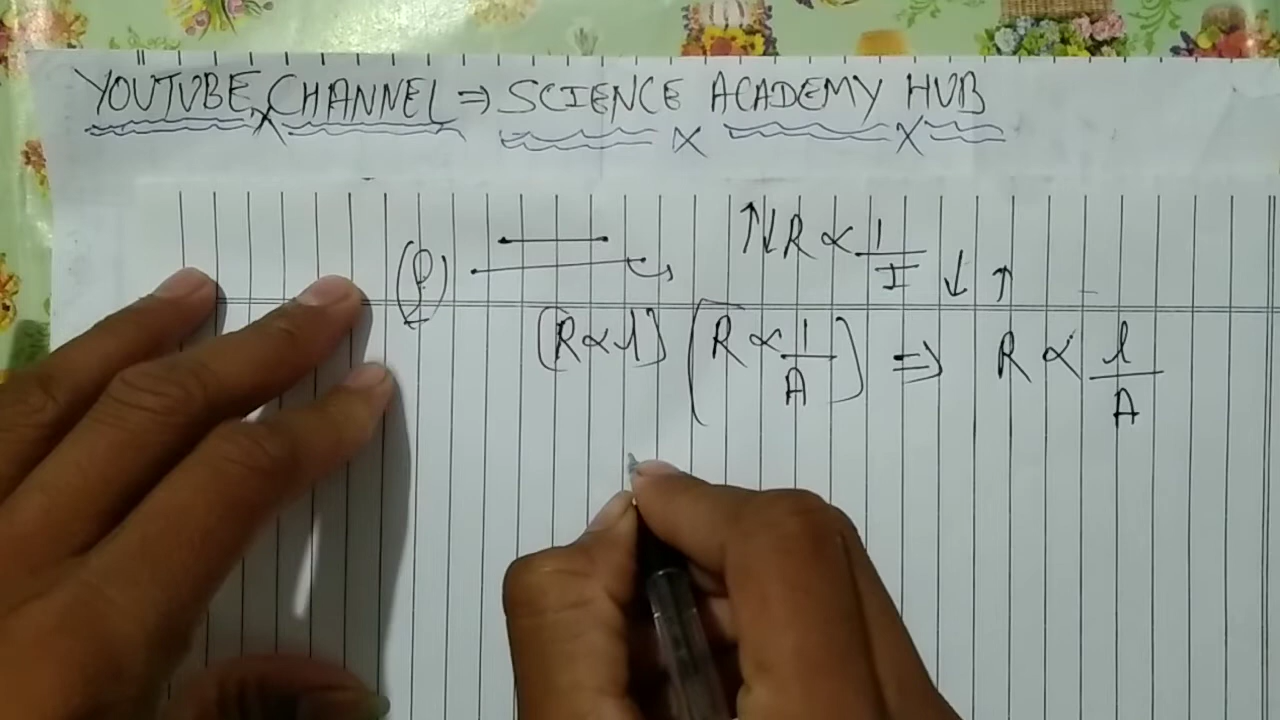 YOUTUBE CHANNEL ⇒ SCIENCE ACADEMY HUB
(l) ↑↓ R ∝ 1/I ↓ ↑
(R ∝ l) (R ∝ 1/A) ⇒ R ∝ l/A